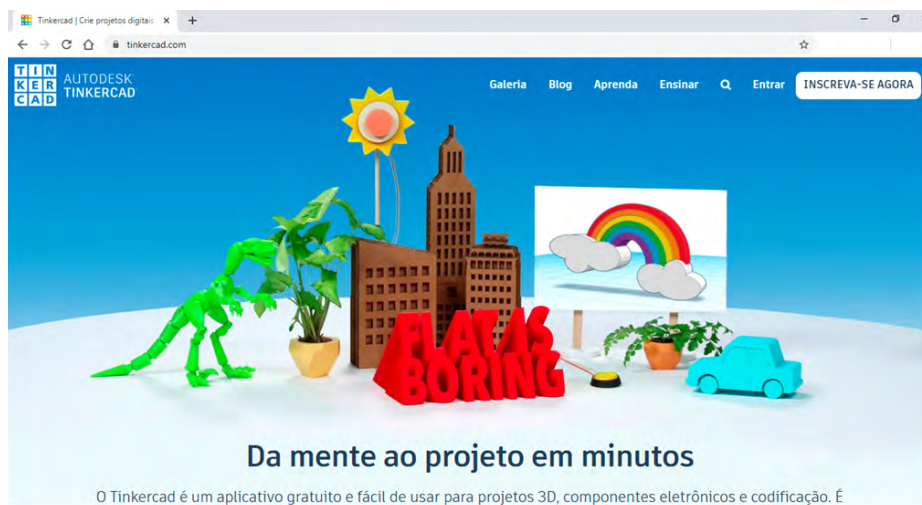 Tinkercad | Crie projetos digitais
tinkercad.com
TIN
KER
CAD
AUTODESK
TINKERCAD
Galeria Blog Aprenda Ensinar Entrar INSCREVA-SE AGORA
FLAT IS
BORING
Da mente ao projeto em minutos
O Tinkercad é um aplicativo gratuito e fácil de usar para projetos 3D, componentes eletrônicos e codificação. É